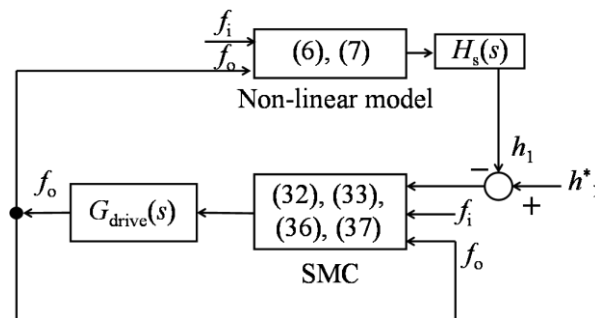 f_i
f_o
(6), (7)
H_s(s)
Non-linear model
h_1
−
+
h*
f_o
G_drive(s)
(32), (33),
(36), (37)
f_i
f_o
SMC